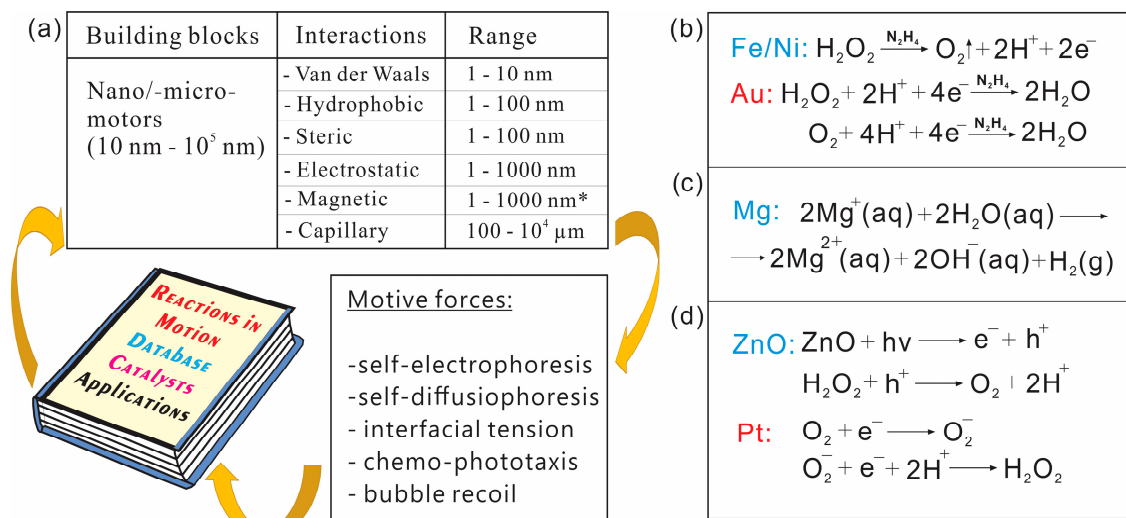 (a)
Building blocks Interactions Range
Nano/-micro-
motors
(10 nm - 10⁵ nm)
- Van der Waals 1 - 10 nm
- Hydrophobic 1 - 100 nm
- Steric 1 - 100 nm
- Electrostatic 1 - 1000 nm
- Magnetic 1 - 1000 nm*
- Capillary 100 - 10⁴ μm
REACTIONS IN
MOTION
DATABASE
CATALYSTS
APPLICATIONS
Motive forces:
-self-electrophoresis
-self-diffusiophoresis
- interfacial tension
- chemo-phototaxis
- bubble recoil
(b)
Fe/Ni: H₂O₂ —N₂H₄→ O₂↑ + 2H⁺ + 2e⁻
Au: H₂O₂ + 2H⁺ + 4e⁻ —N₂H₄→ 2H₂O
O₂ + 4H⁺ + 4e⁻ —N₂H₄→ 2H₂O
(c)
Mg: 2Mg⁺(aq) + 2H₂O(aq) →
→ 2Mg²⁺(aq) + 2OH⁻(aq) + H₂(g)
(d)
ZnO: ZnO + hv → e⁻ + h⁺
H₂O₂ + h⁺ → O₂ | 2H⁺
Pt: O₂ + e⁻ → O₂⁻
O₂⁻ + e⁻ + 2H⁺ → H₂O₂